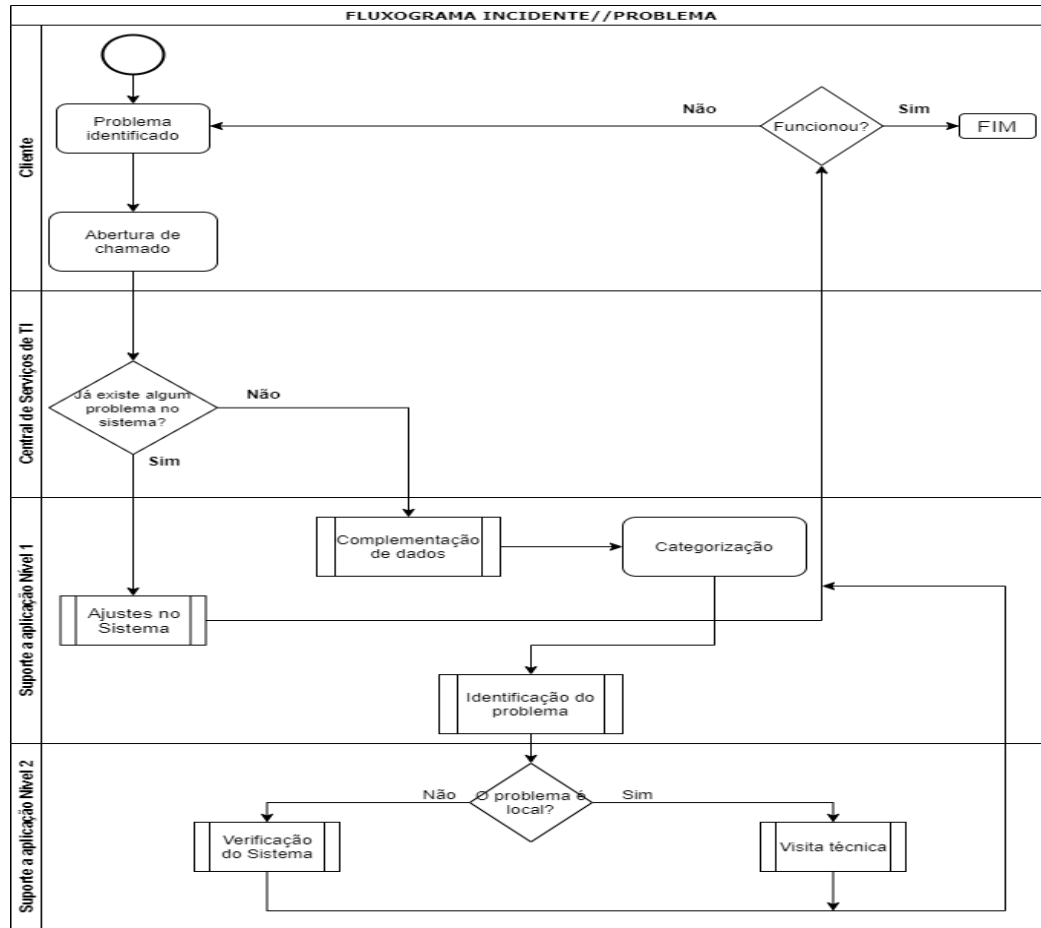 FLUXOGRAMA INCIDENTE//PROBLEMA
Cliente
Problema
identificado
Não
Funcionou?
Sim
FIM
Abertura de
chamado
Central de Serviços de TI
Já existe algum
problema no
sistema?
Não
Sim
Suporte a aplicação Nível 1
Complementação
de dados
Categorização
Ajustes no
Sistema
Identificação do
problema
Suporte a aplicação Nível 2
Não
O problema é
local?
Sim
Verificação
do Sistema
Visita técnica